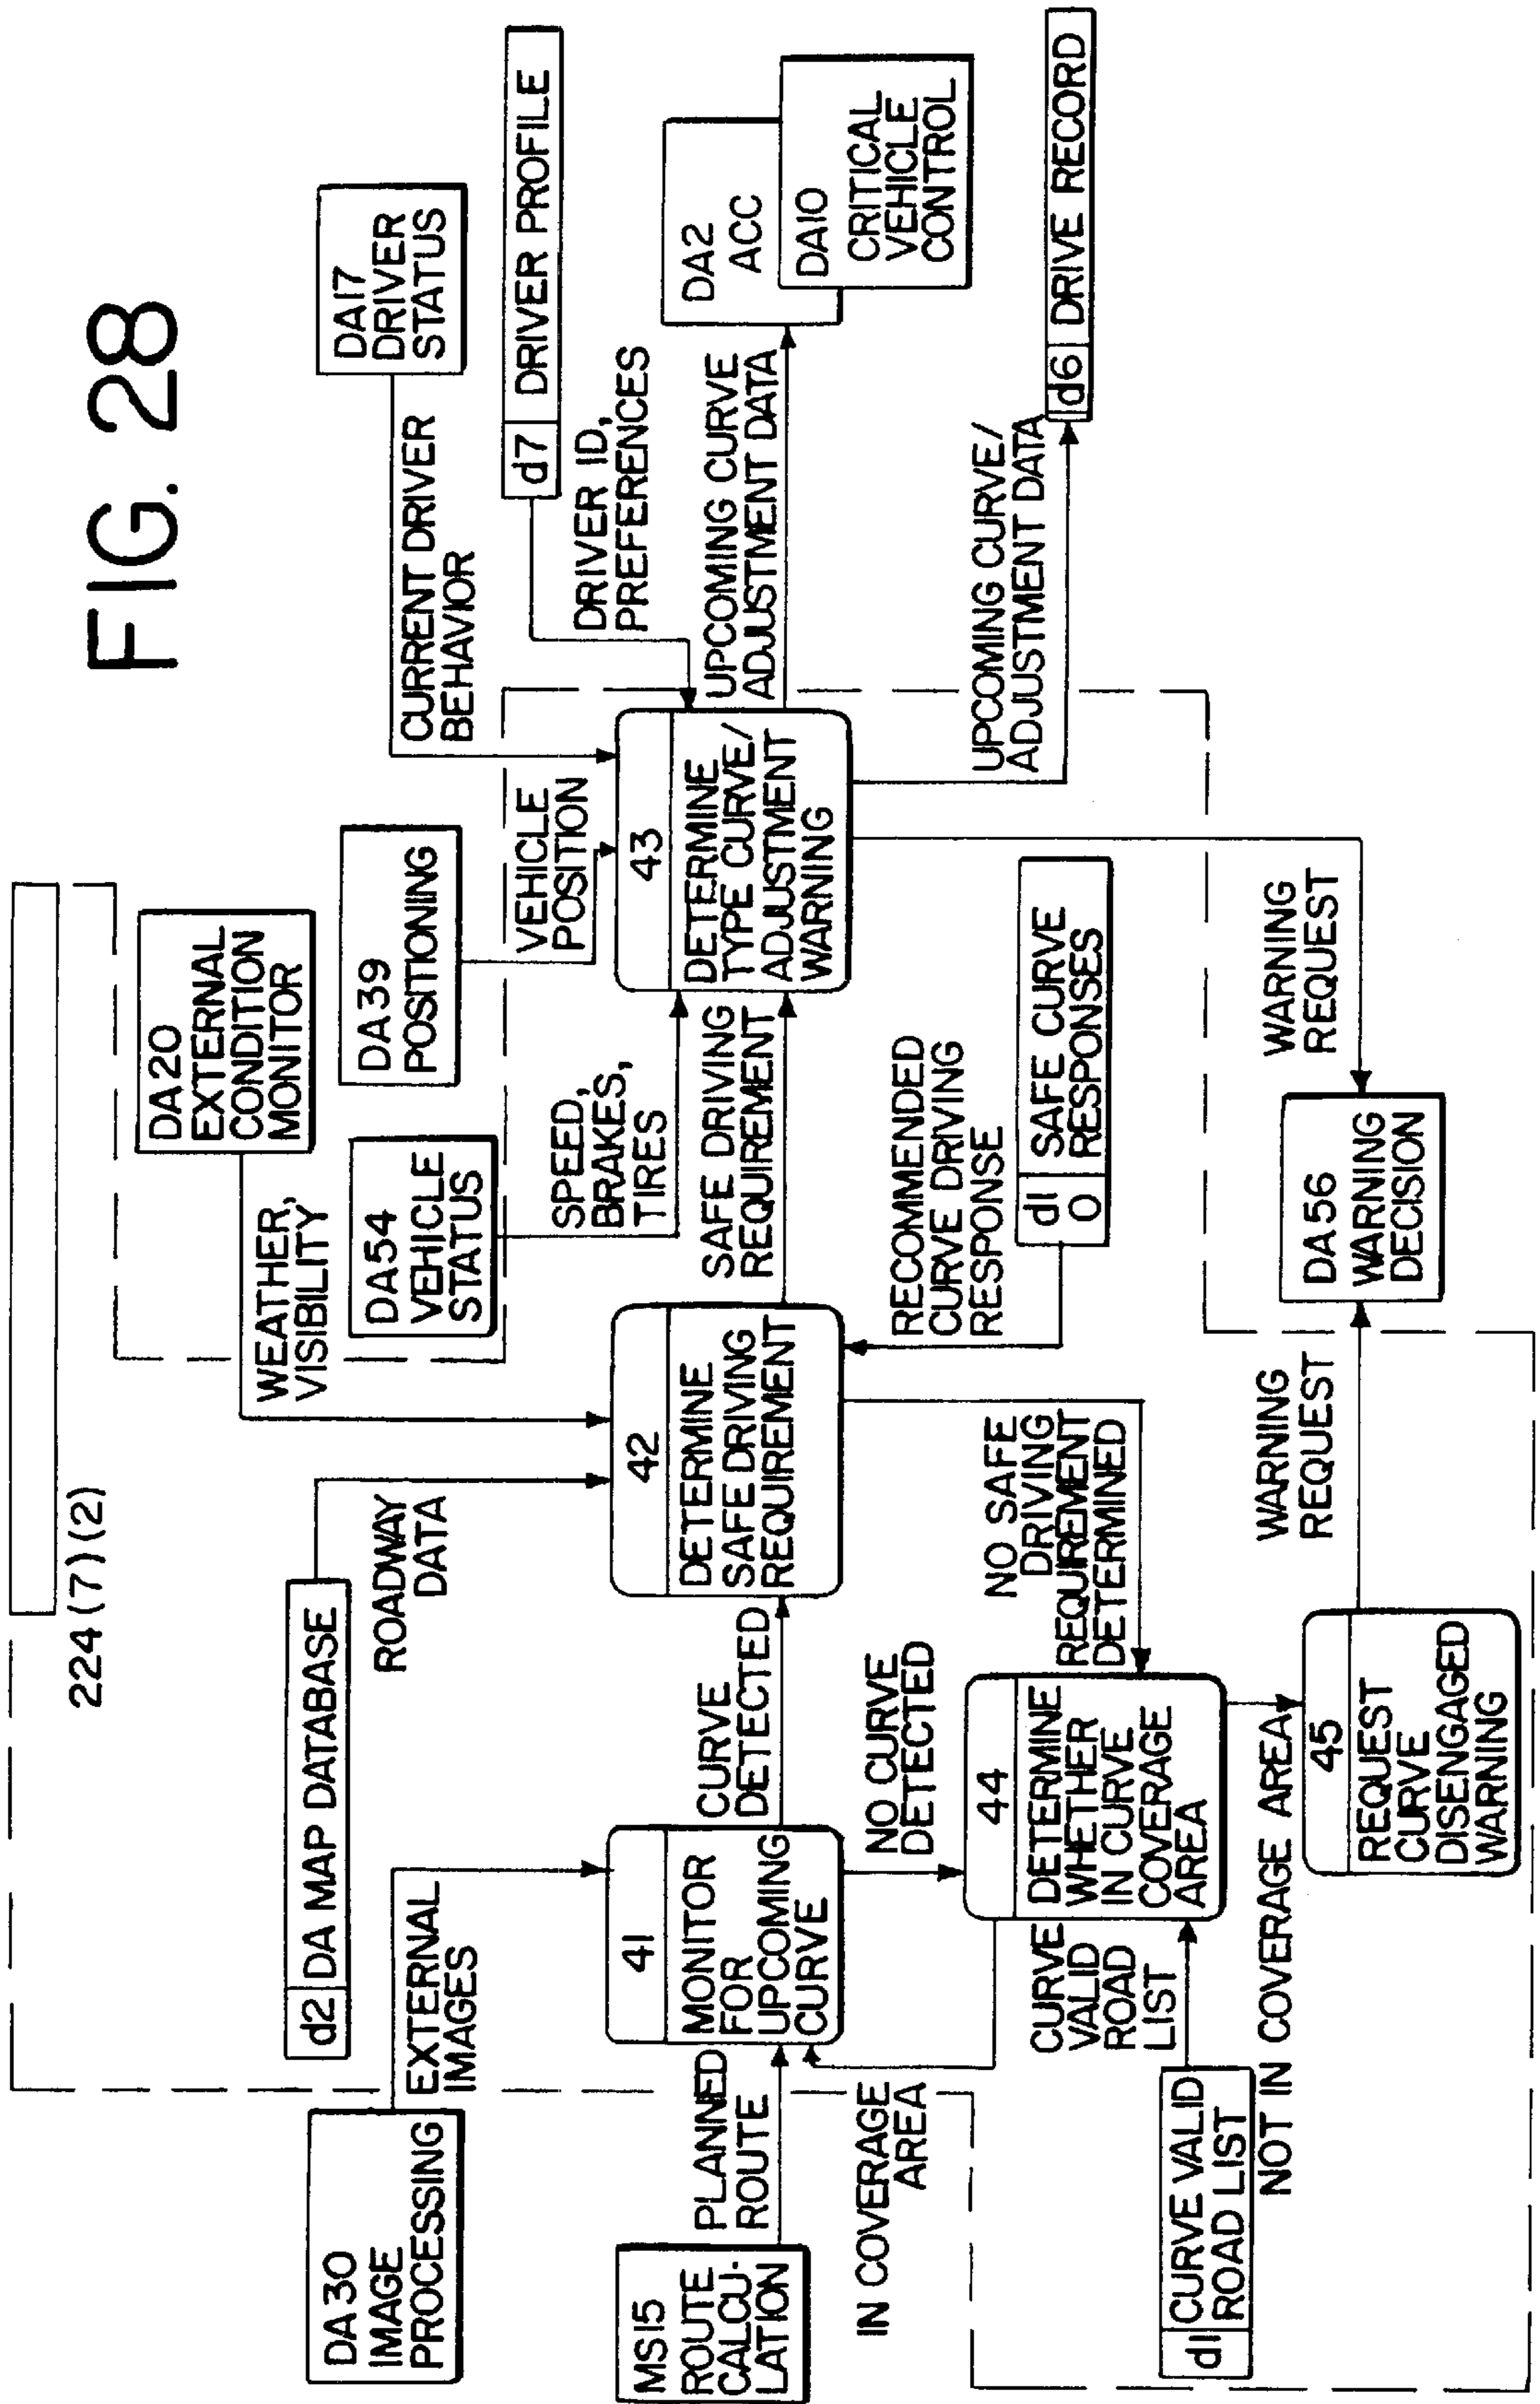 FIG. 28
224(7)(2)
DA30
IMAGE
PROCESSING
EXTERNAL
IMAGES
d2 DA MAP DATABASE
ROADWAY
DATA
DA20
EXTERNAL
CONDITION
MONITOR
WEATHER,
VISIBILITY
DA54
VEHICLE
STATUS
SPEED,
BRAKES,
TIRES
DA39
POSITIONING
VEHICLE
POSITION
DA17
DRIVER
STATUS
CURRENT DRIVER
BEHAVIOR
d7 DRIVER PROFILE
DRIVER ID,
PREFERENCES
MS15
ROUTE
CALCU-
LATION
PLANNED
ROUTE
41
MONITOR
FOR
UPCOMING
CURVE
CURVE
DETECTED
42
DETERMINE
SAFE DRIVING
REQUIREMENT
SAFE DRIVING
REQUIREMENT
43
DETERMINE
TYPE CURVE/
ADJUSTMENT
WARNING
UPCOMING CURVE
ADJUSTMENT DATA
DA2
ACC
DA10
CRITICAL
VEHICLE
CONTROL
UPCOMING CURVE/
ADJUSTMENT DATA
d6 DRIVE RECORD
IN COVERAGE
AREA
NO CURVE
DETECTED
NO SAFE
DRIVING
REQUIREMENT
DETERMINED
RECOMMENDED
CURVE DRIVING
RESPONSE
d1 SAFE CURVE
0 RESPONSES
44
DETERMINE
WHETHER
IN CURVE
COVERAGE
AREA
CURVE
VALID
ROAD
LIST
d1 CURVE VALID
ROAD LIST
NOT IN COVERAGE AREA
45
REQUEST
CURVE
DISENGAGED
WARNING
WARNING
REQUEST
DA56
WARNING
DECISION
WARNING
REQUEST